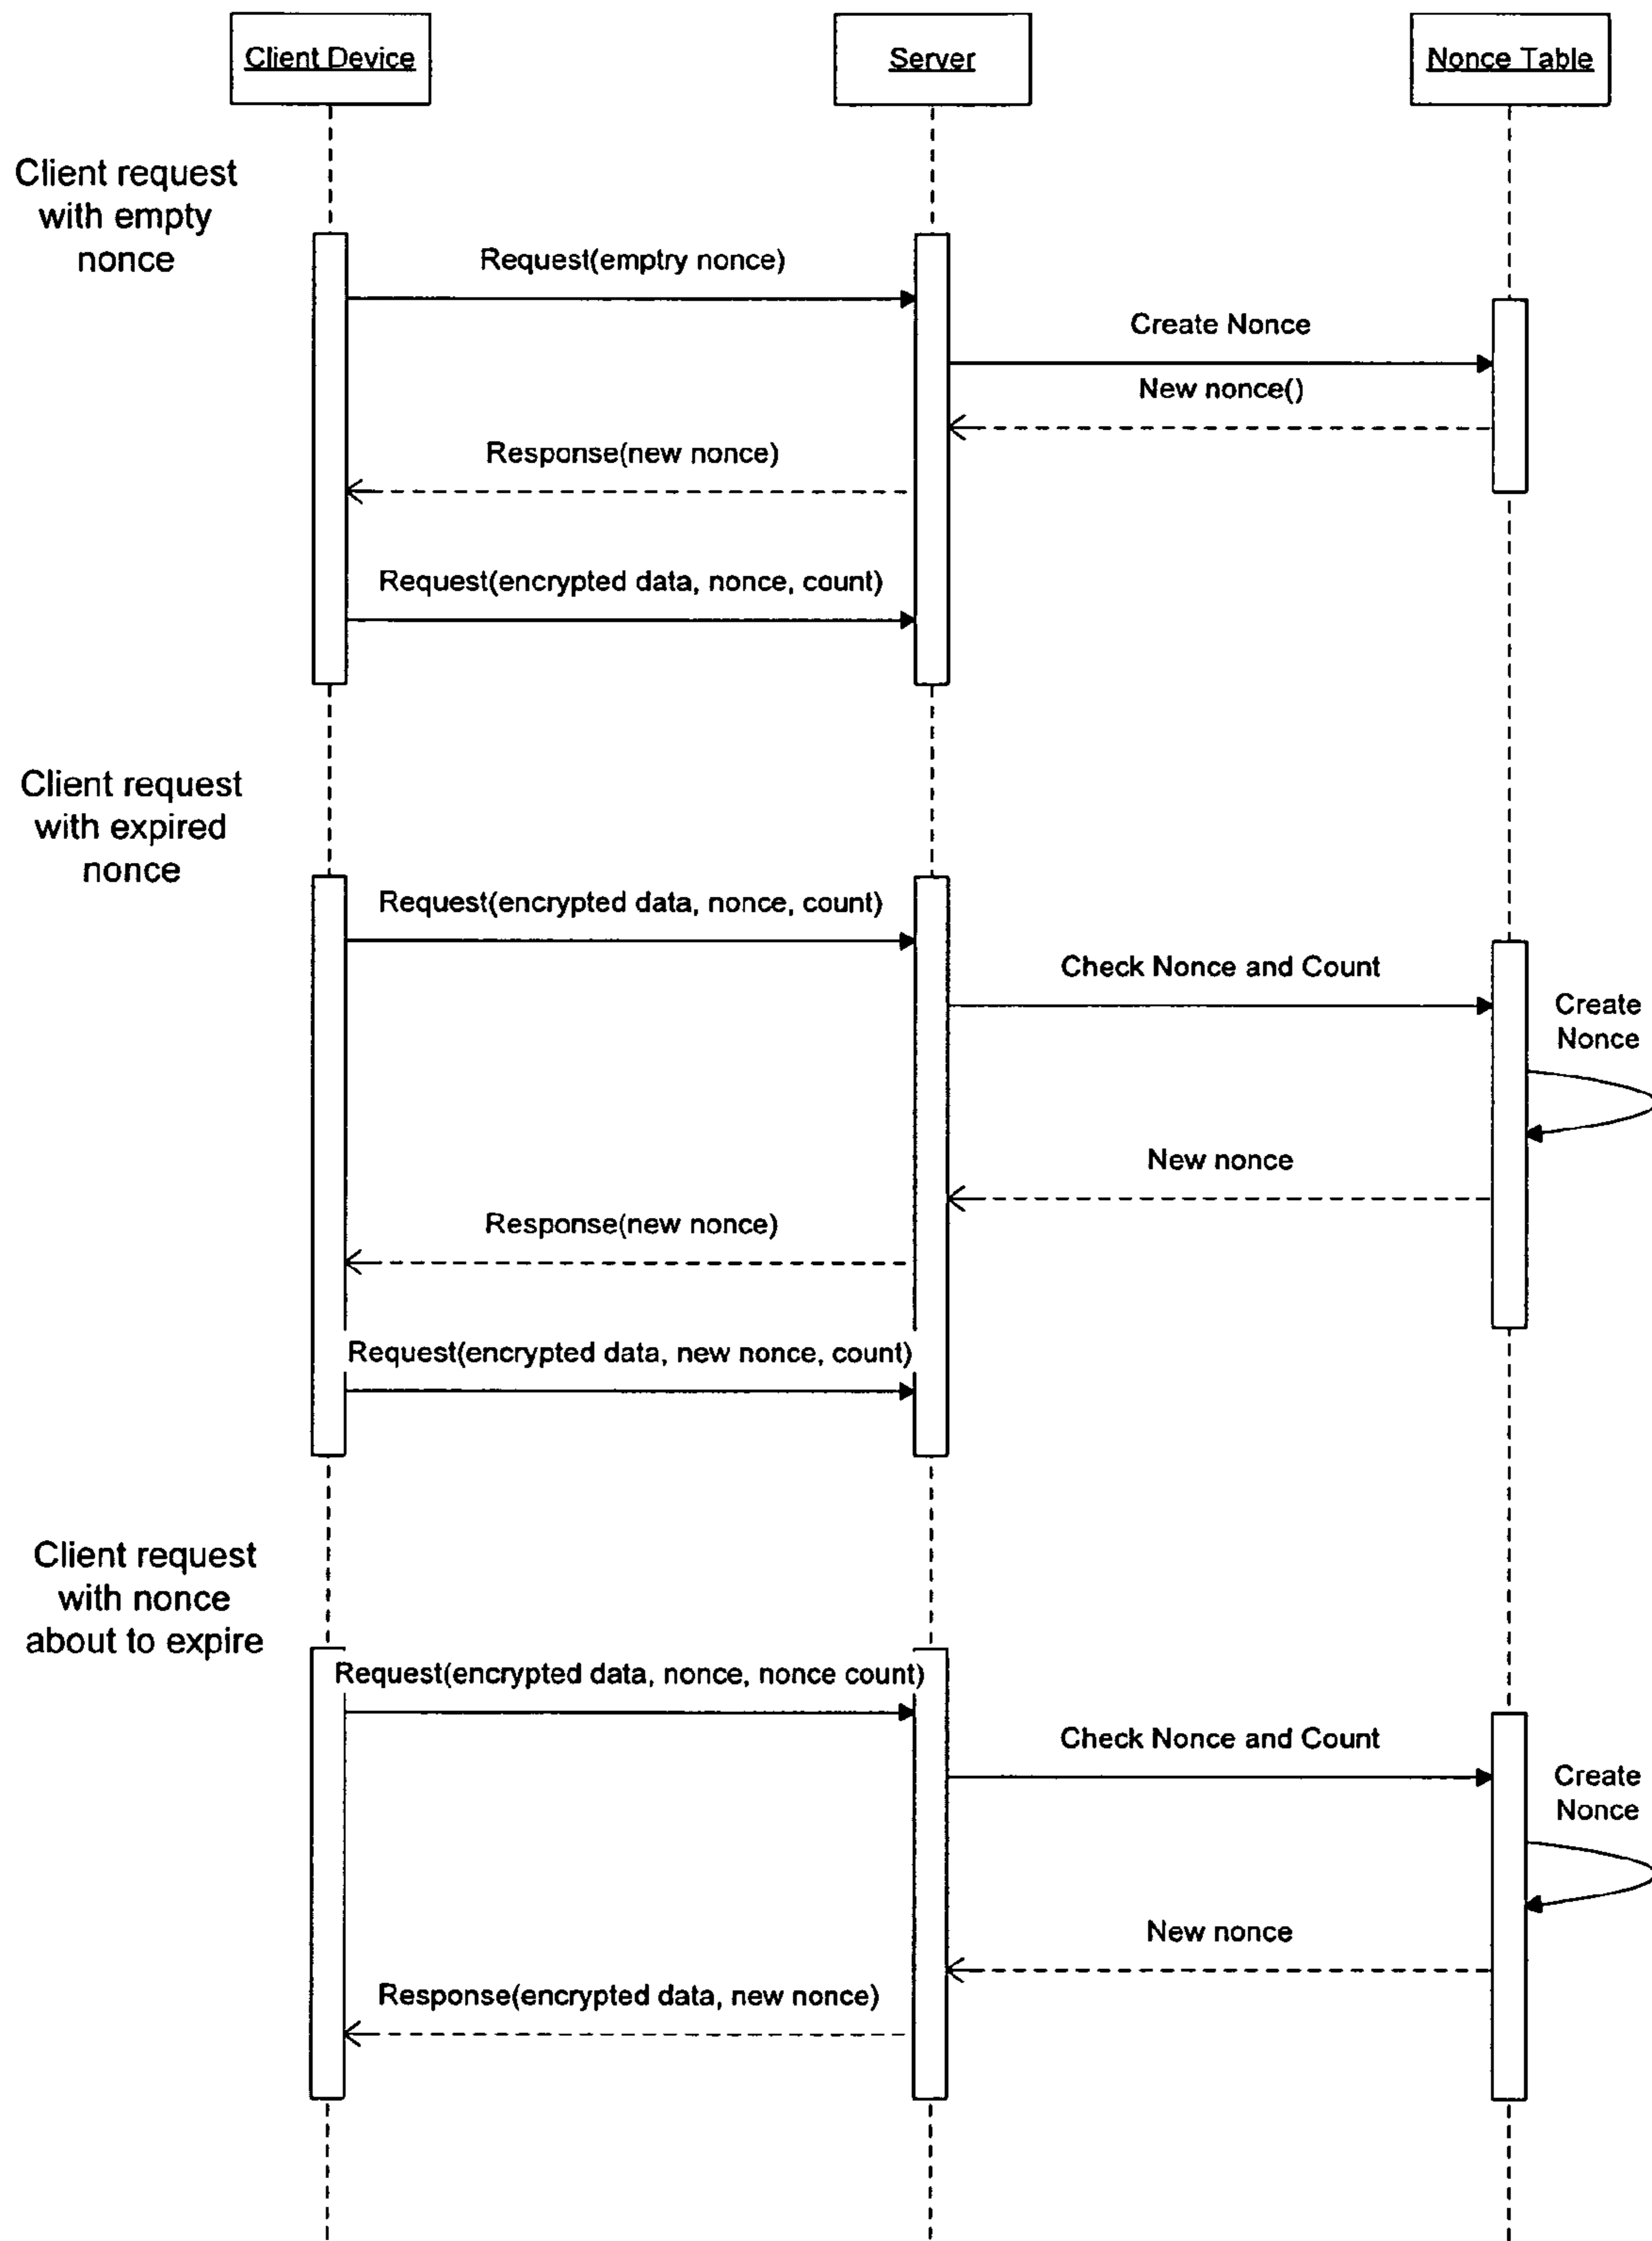 Client Device
Server
Nonce Table
Client request
with empty
nonce
Request(emptry nonce)
Create Nonce
New nonce()
Response(new nonce)
Request(encrypted data, nonce, count)
Client request
with expired
nonce
Request(encrypted data, nonce, count)
Check Nonce and Count
Create
Nonce
New nonce
Response(new nonce)
Request(encrypted data, new nonce, count)
Client request
with nonce
about to expire
Request(encrypted data, nonce, nonce count)
Check Nonce and Count
Create
Nonce
New nonce
Response(encrypted data, new nonce)